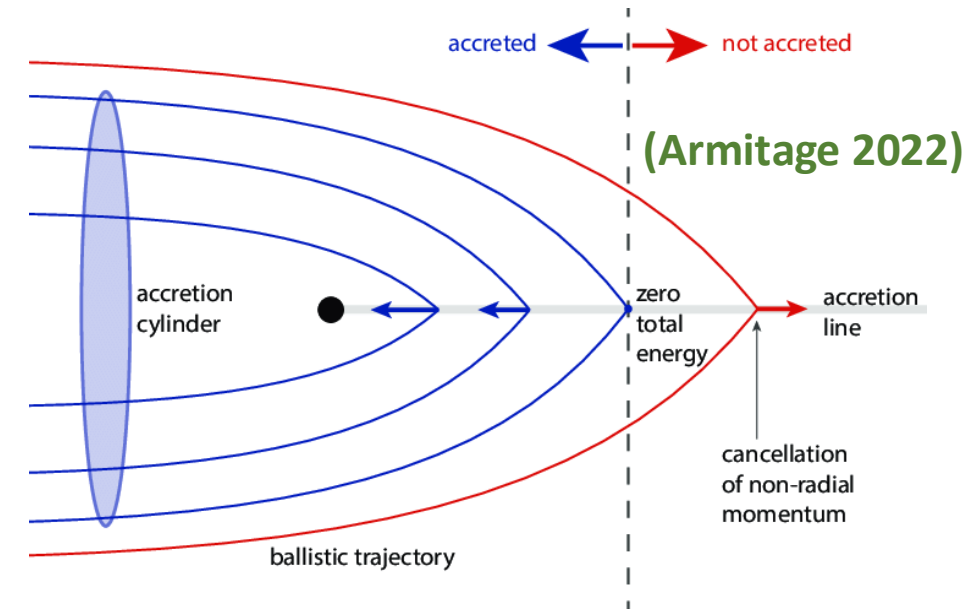 accreted
not accreted
(Armitage 2022)
accretion
cylinder
zero
total
energy
accretion
line
cancellation
of non-radial
momentum
ballistic trajectory